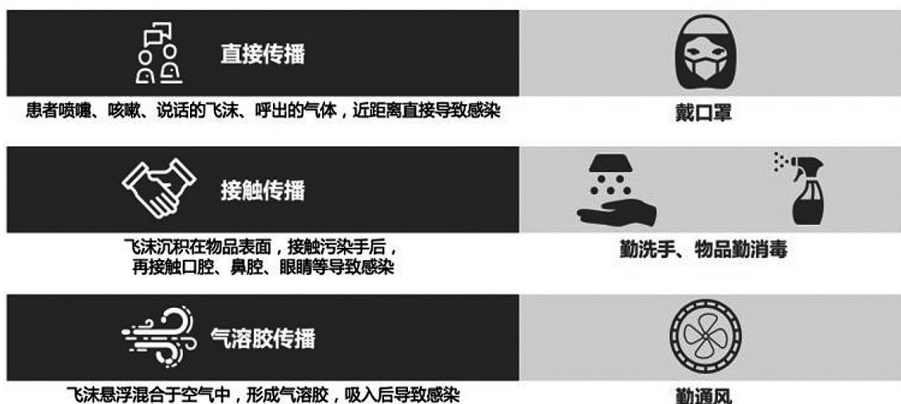 直接传播
患者喷嚏、咳嗽、说话的飞沫、呼出的气体，近距离直接导致感染
戴口罩
接触传播
飞沫沉积在物品表面，接触污染手后，
再接触口腔、鼻腔、眼睛等导致感染
勤洗手、物品勤消毒
气溶胶传播
飞沫悬浮混合于空气中，形成气溶胶，吸入后导致感染
勤通风